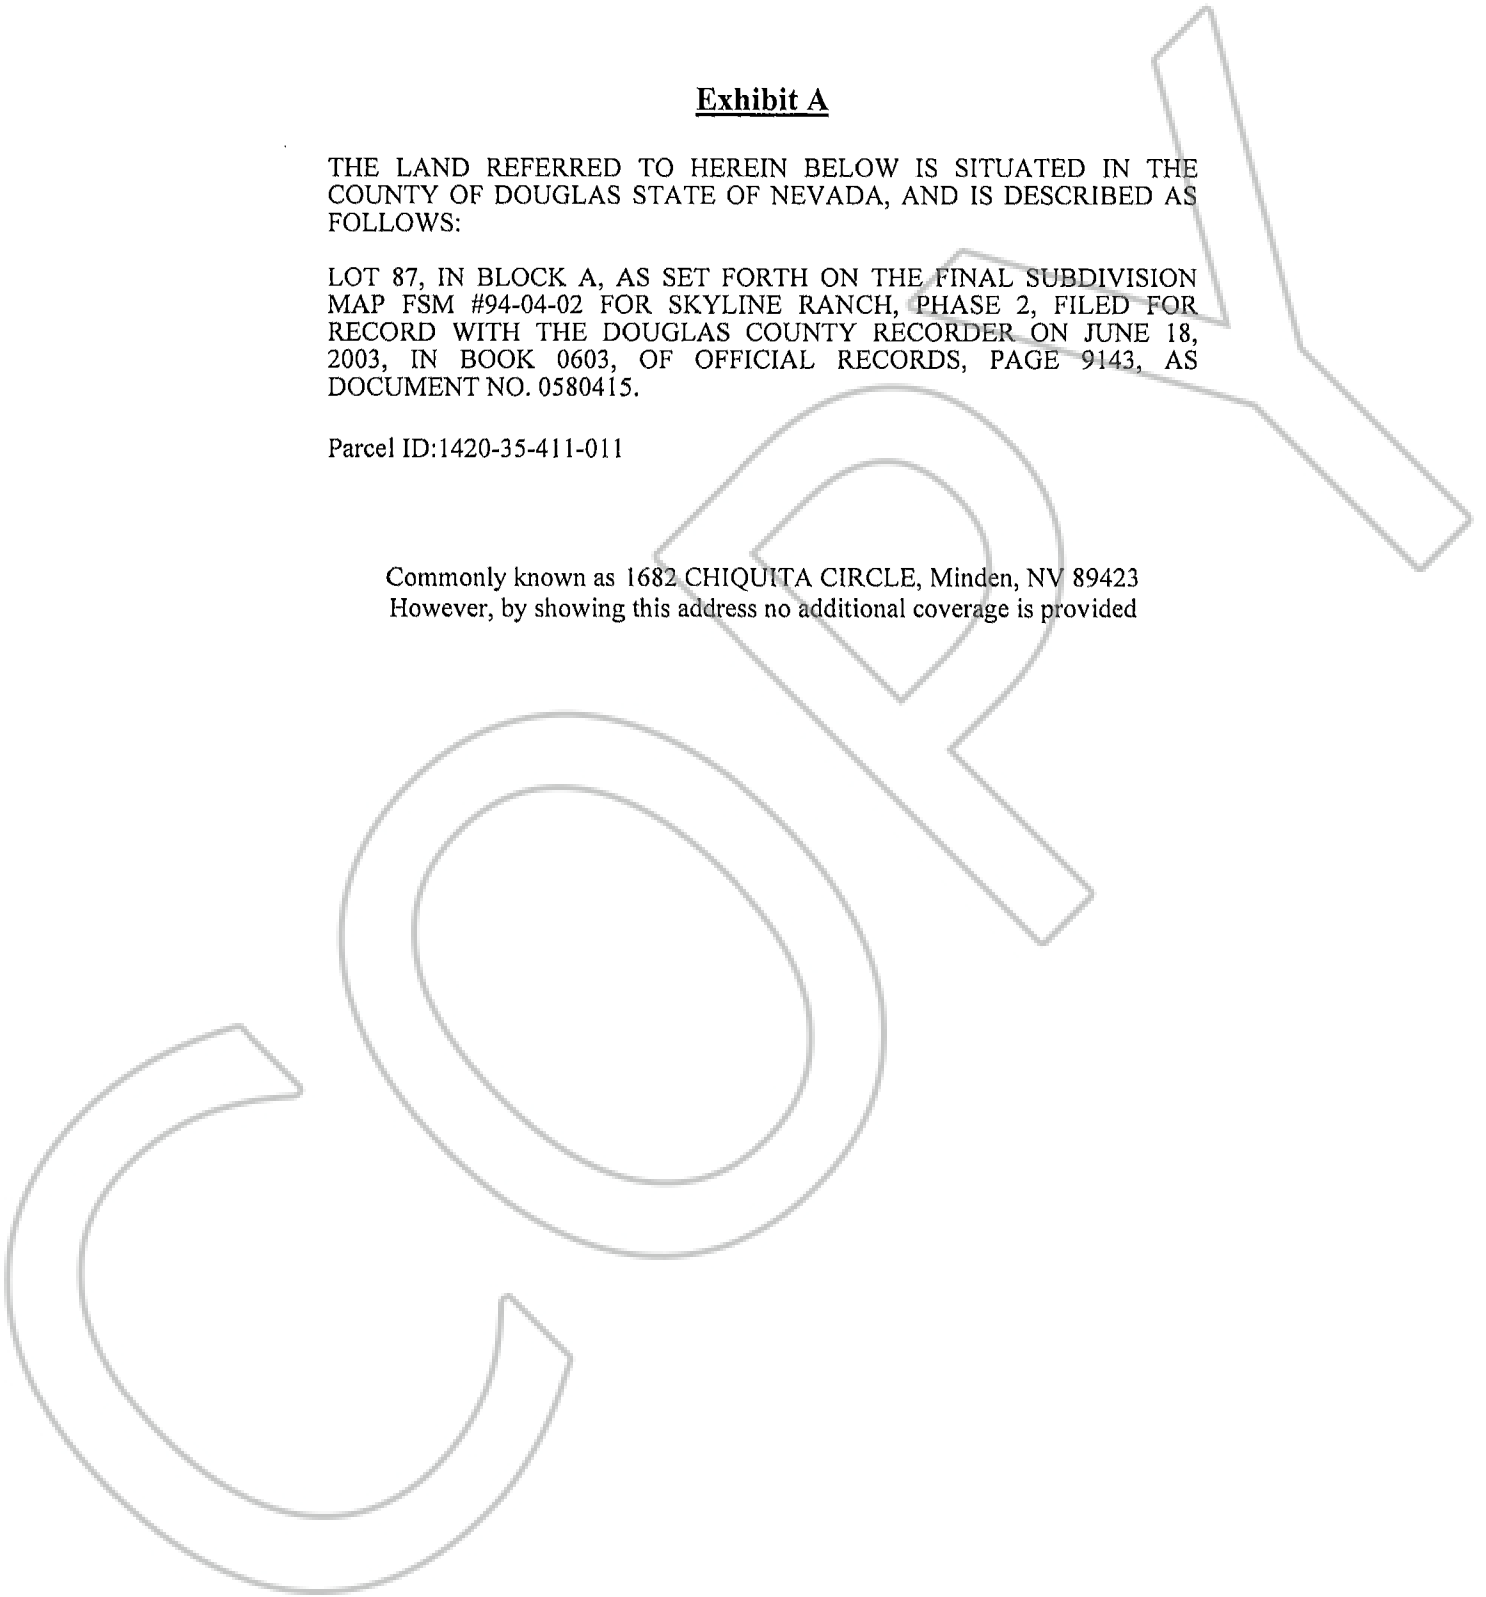 Exhibit A
THE LAND REFERRED TO HEREIN BELOW IS SITUATED IN THE
COUNTY OF DOUGLAS STATE OF NEVADA, AND IS DESCRIBED AS
FOLLOWS:
LOT 87, IN BLOCK A, AS SET FORTH ON THE FINAL SUBDIVISION
MAP FSM #94-04-02 FOR SKYLINE RANCH, PHASE 2, FILED FOR
RECORD WITH THE DOUGLAS COUNTY RECORDER ON JUNE 18,
2003, IN BOOK 0603, OF OFFICIAL RECORDS, PAGE 9143, AS
DOCUMENT NO. 0580415.
Parcel ID:1420-35-411-011
Commonly known as 1682 CHIQUITA CIRCLE, Minden, NV 89423
However, by showing this address no additional coverage is provided
COPY